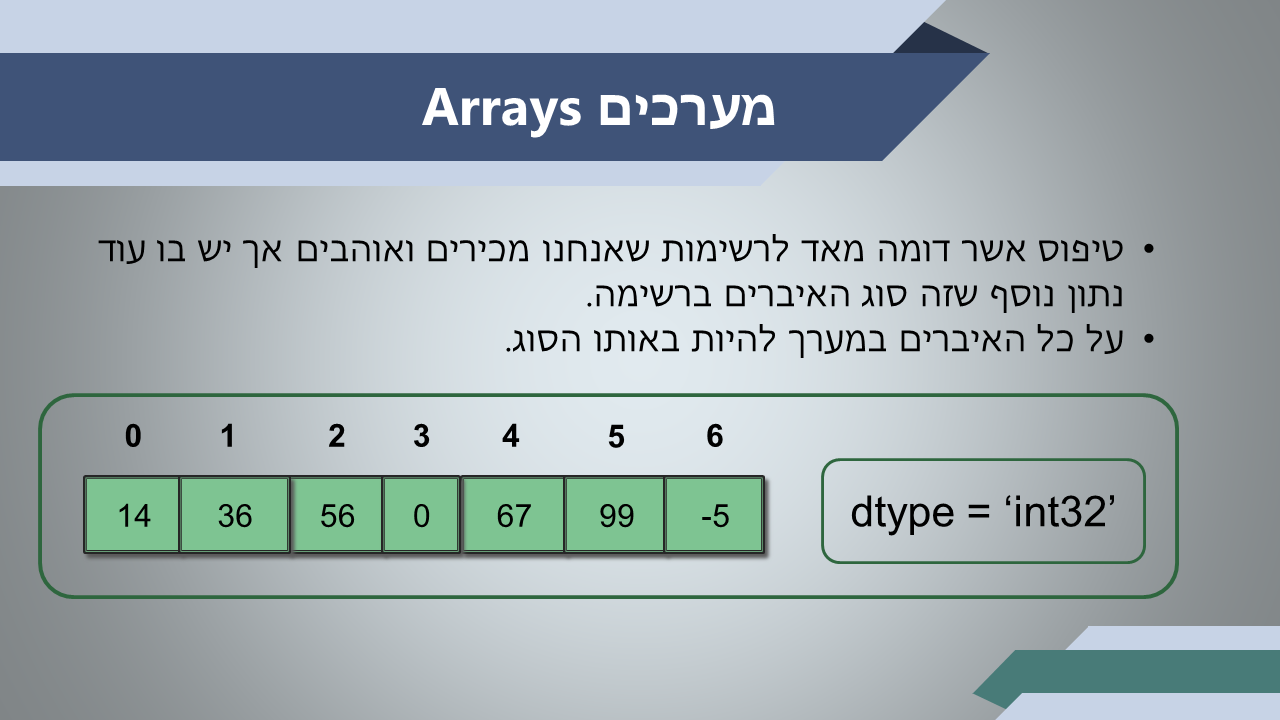 מערכים Arrays
• טיפוס אשר דומה מאד לרשימות שאנחנו מכירים ואוהבים אך יש בו עוד
נתון נוסף שזה סוג האיברים ברשימה.
• על כל האיברים במערך להיות באותו הסוג.
0 1 2 3 4 5 6
14 36 56 0 67 99 -5
dtype = ‘int32’